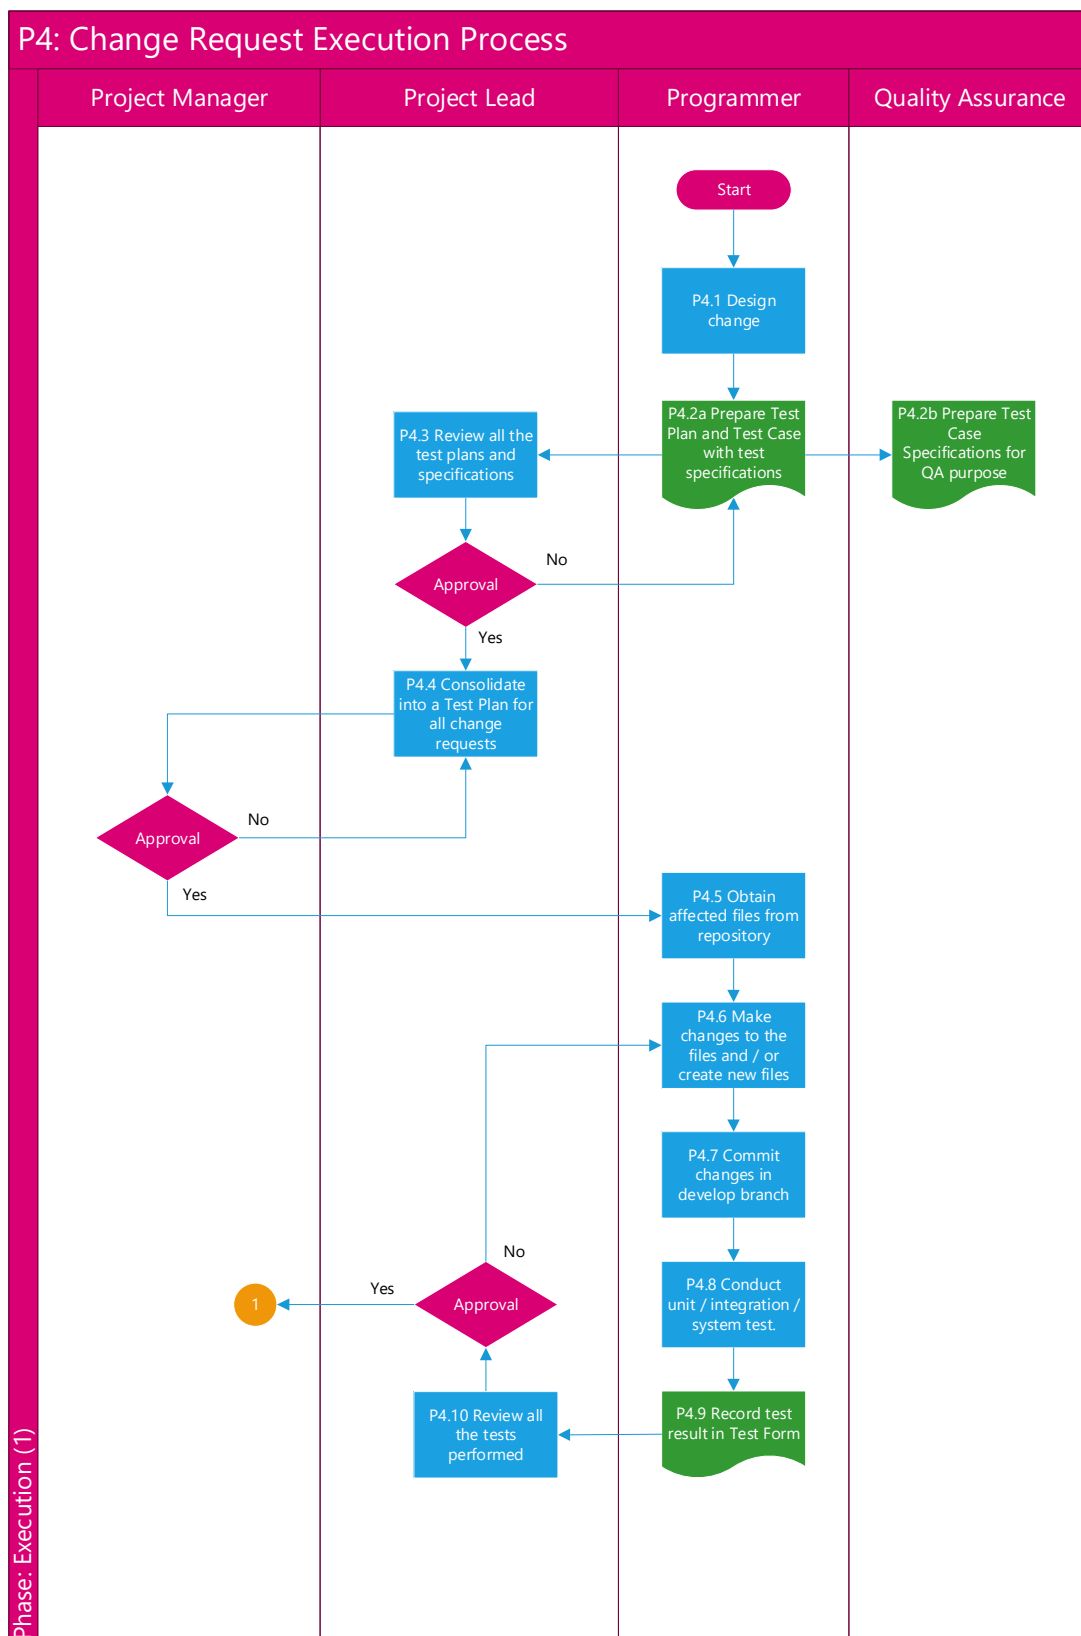 P4: Change Request Execution Process
Project Manager
Project Lead
Programmer
Quality Assurance
Start
P4.1 Design
change
P4.3 Review all the
test plans and
specifications
P4.2a Prepare Test
Plan and Test Case
with test
specifications
P4.2b Prepare Test
Case
Specifications for
QA purpose
Approval
No
Yes
P4.4 Consolidate
into a Test Plan for
all change
requests
Approval
No
Yes
P4.5 Obtain
affected files from
repository
P4.6 Make
changes to the
files and / or
create new files
P4.7 Commit
changes in
develop branch
No
Yes
1
Approval
P4.8 Conduct
unit / integration /
system test.
P4.10 Review all
the tests
performed
P4.9 Record test
result in Test Form
Phase: Execution (1)